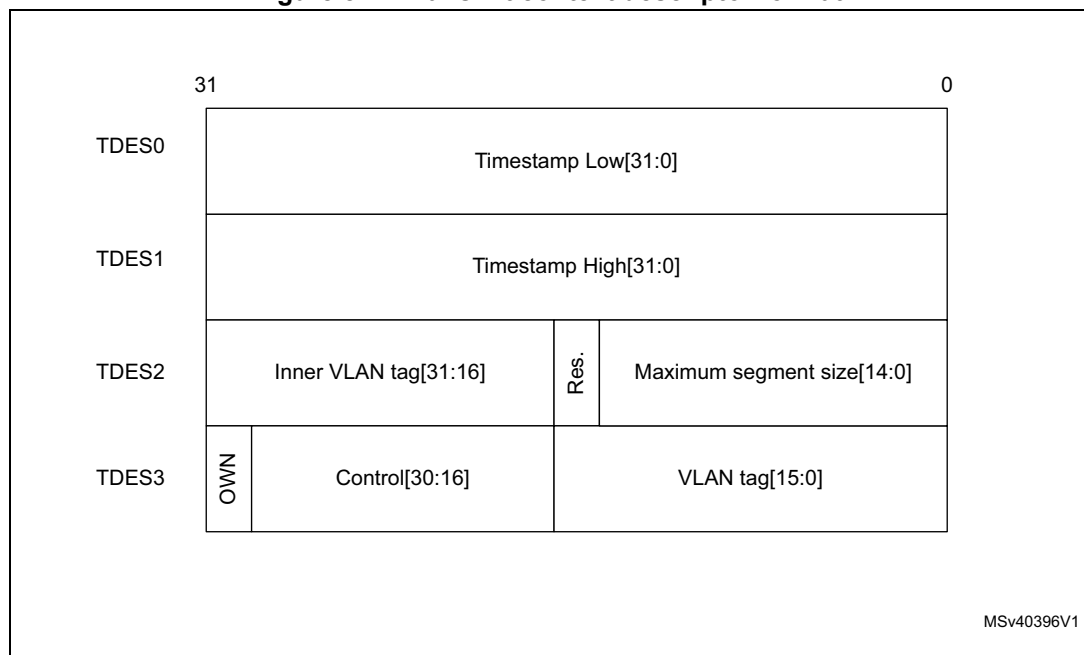 31 0
TDES0 Timestamp Low[31:0]
TDES1 Timestamp High[31:0]
TDES2 Inner VLAN tag[31:16] Res. Maximum segment size[14:0]
TDES3 OWN Control[30:16] VLAN tag[15:0]
MSv40396V1